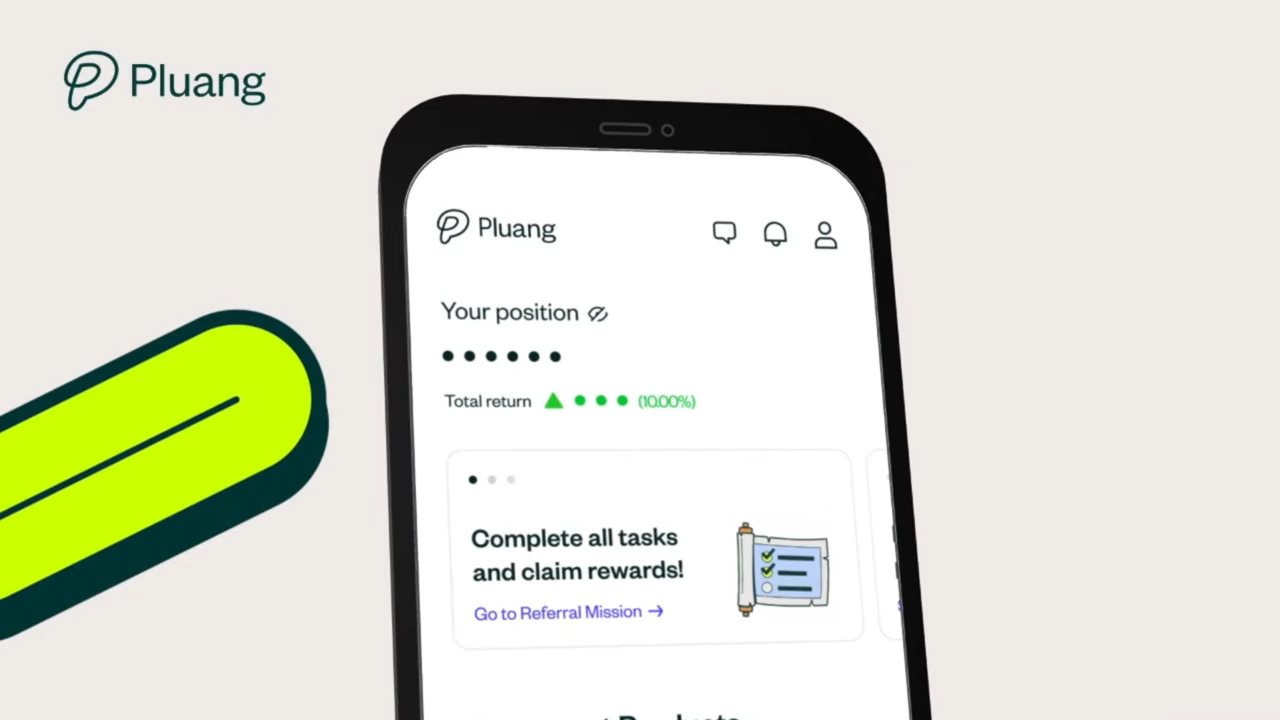 Pluang
Pluang
Your position
Total return (10.00%)
Complete all tasks
and claim rewards!
Go to Referral Mission →